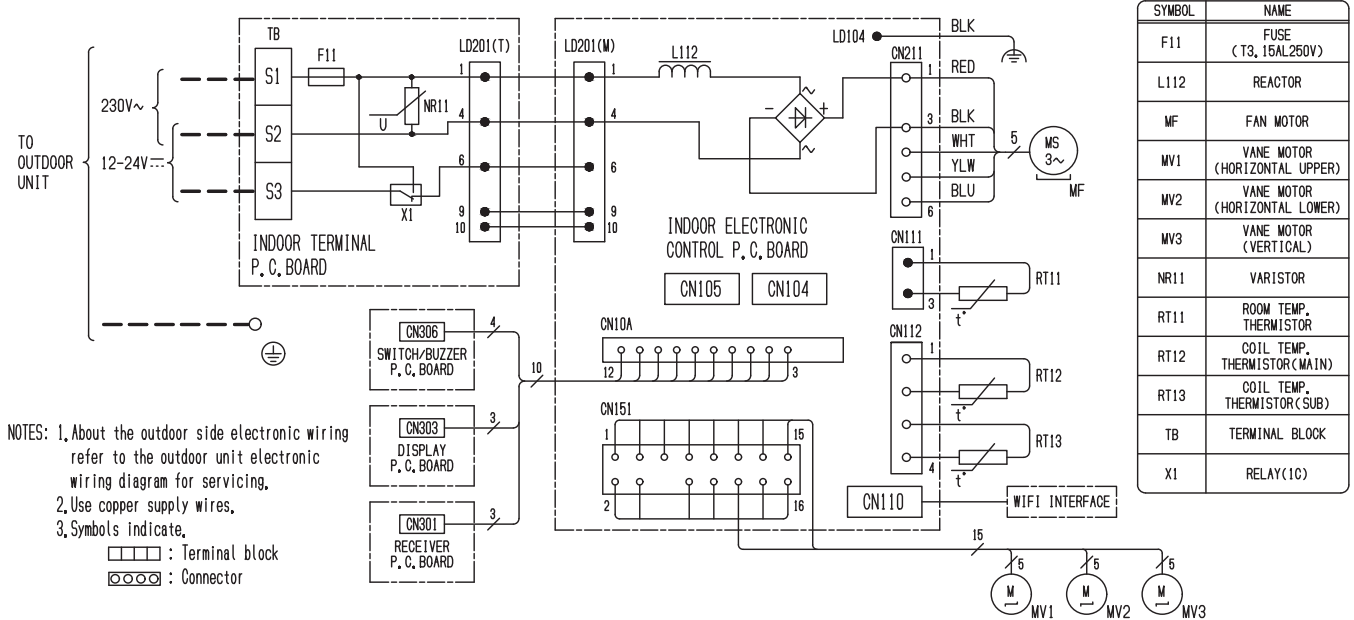 TO
OUTDOOR
UNIT
230V~
12-24V⎓
TB
S1
S2
S3
F11
NR11
U
X1
INDOOR TERMINAL
P.C.BOARD
LD201(T)
1
4
6
9
10
LD201(M)
1
4
6
9
10
L112
~
-
+
~
LD104
BLK
CN211
1
RED
3
BLK
WHT
YLW
BLU
6
5
MS
3~
MF
INDOOR ELECTRONIC
CONTROL P.C.BOARD
CN105
CN104
CN111
1
3
RT11
t°
CN112
1
4
RT12
t°
RT13
t°
CN110
WIFI INTERFACE
CN10A
12
3
10
CN151
1
15
2
16
15
5
5
5
M
M
M
MV1
MV2
MV3
CN306
4
SWITCH/BUZZER
P.C.BOARD
CN303
3
DISPLAY
P.C.BOARD
CN301
3
RECEIVER
P.C.BOARD
NOTES: 1.About the outdoor side electronic wiring
refer to the outdoor unit electronic
wiring diagram for servicing.
2.Use copper supply wires.
3.Symbols indicate.
: Terminal block
: Connector
SYMBOL NAME
F11 FUSE
(T3.15AL250V)
L112 REACTOR
MF FAN MOTOR
MV1 VANE MOTOR
(HORIZONTAL UPPER)
MV2 VANE MOTOR
(HORIZONTAL LOWER)
MV3 VANE MOTOR
(VERTICAL)
NR11 VARISTOR
RT11 ROOM TEMP.
THERMISTOR
RT12 COIL TEMP.
THERMISTOR(MAIN)
RT13 COIL TEMP.
THERMISTOR(SUB)
TB TERMINAL BLOCK
X1 RELAY(1C)